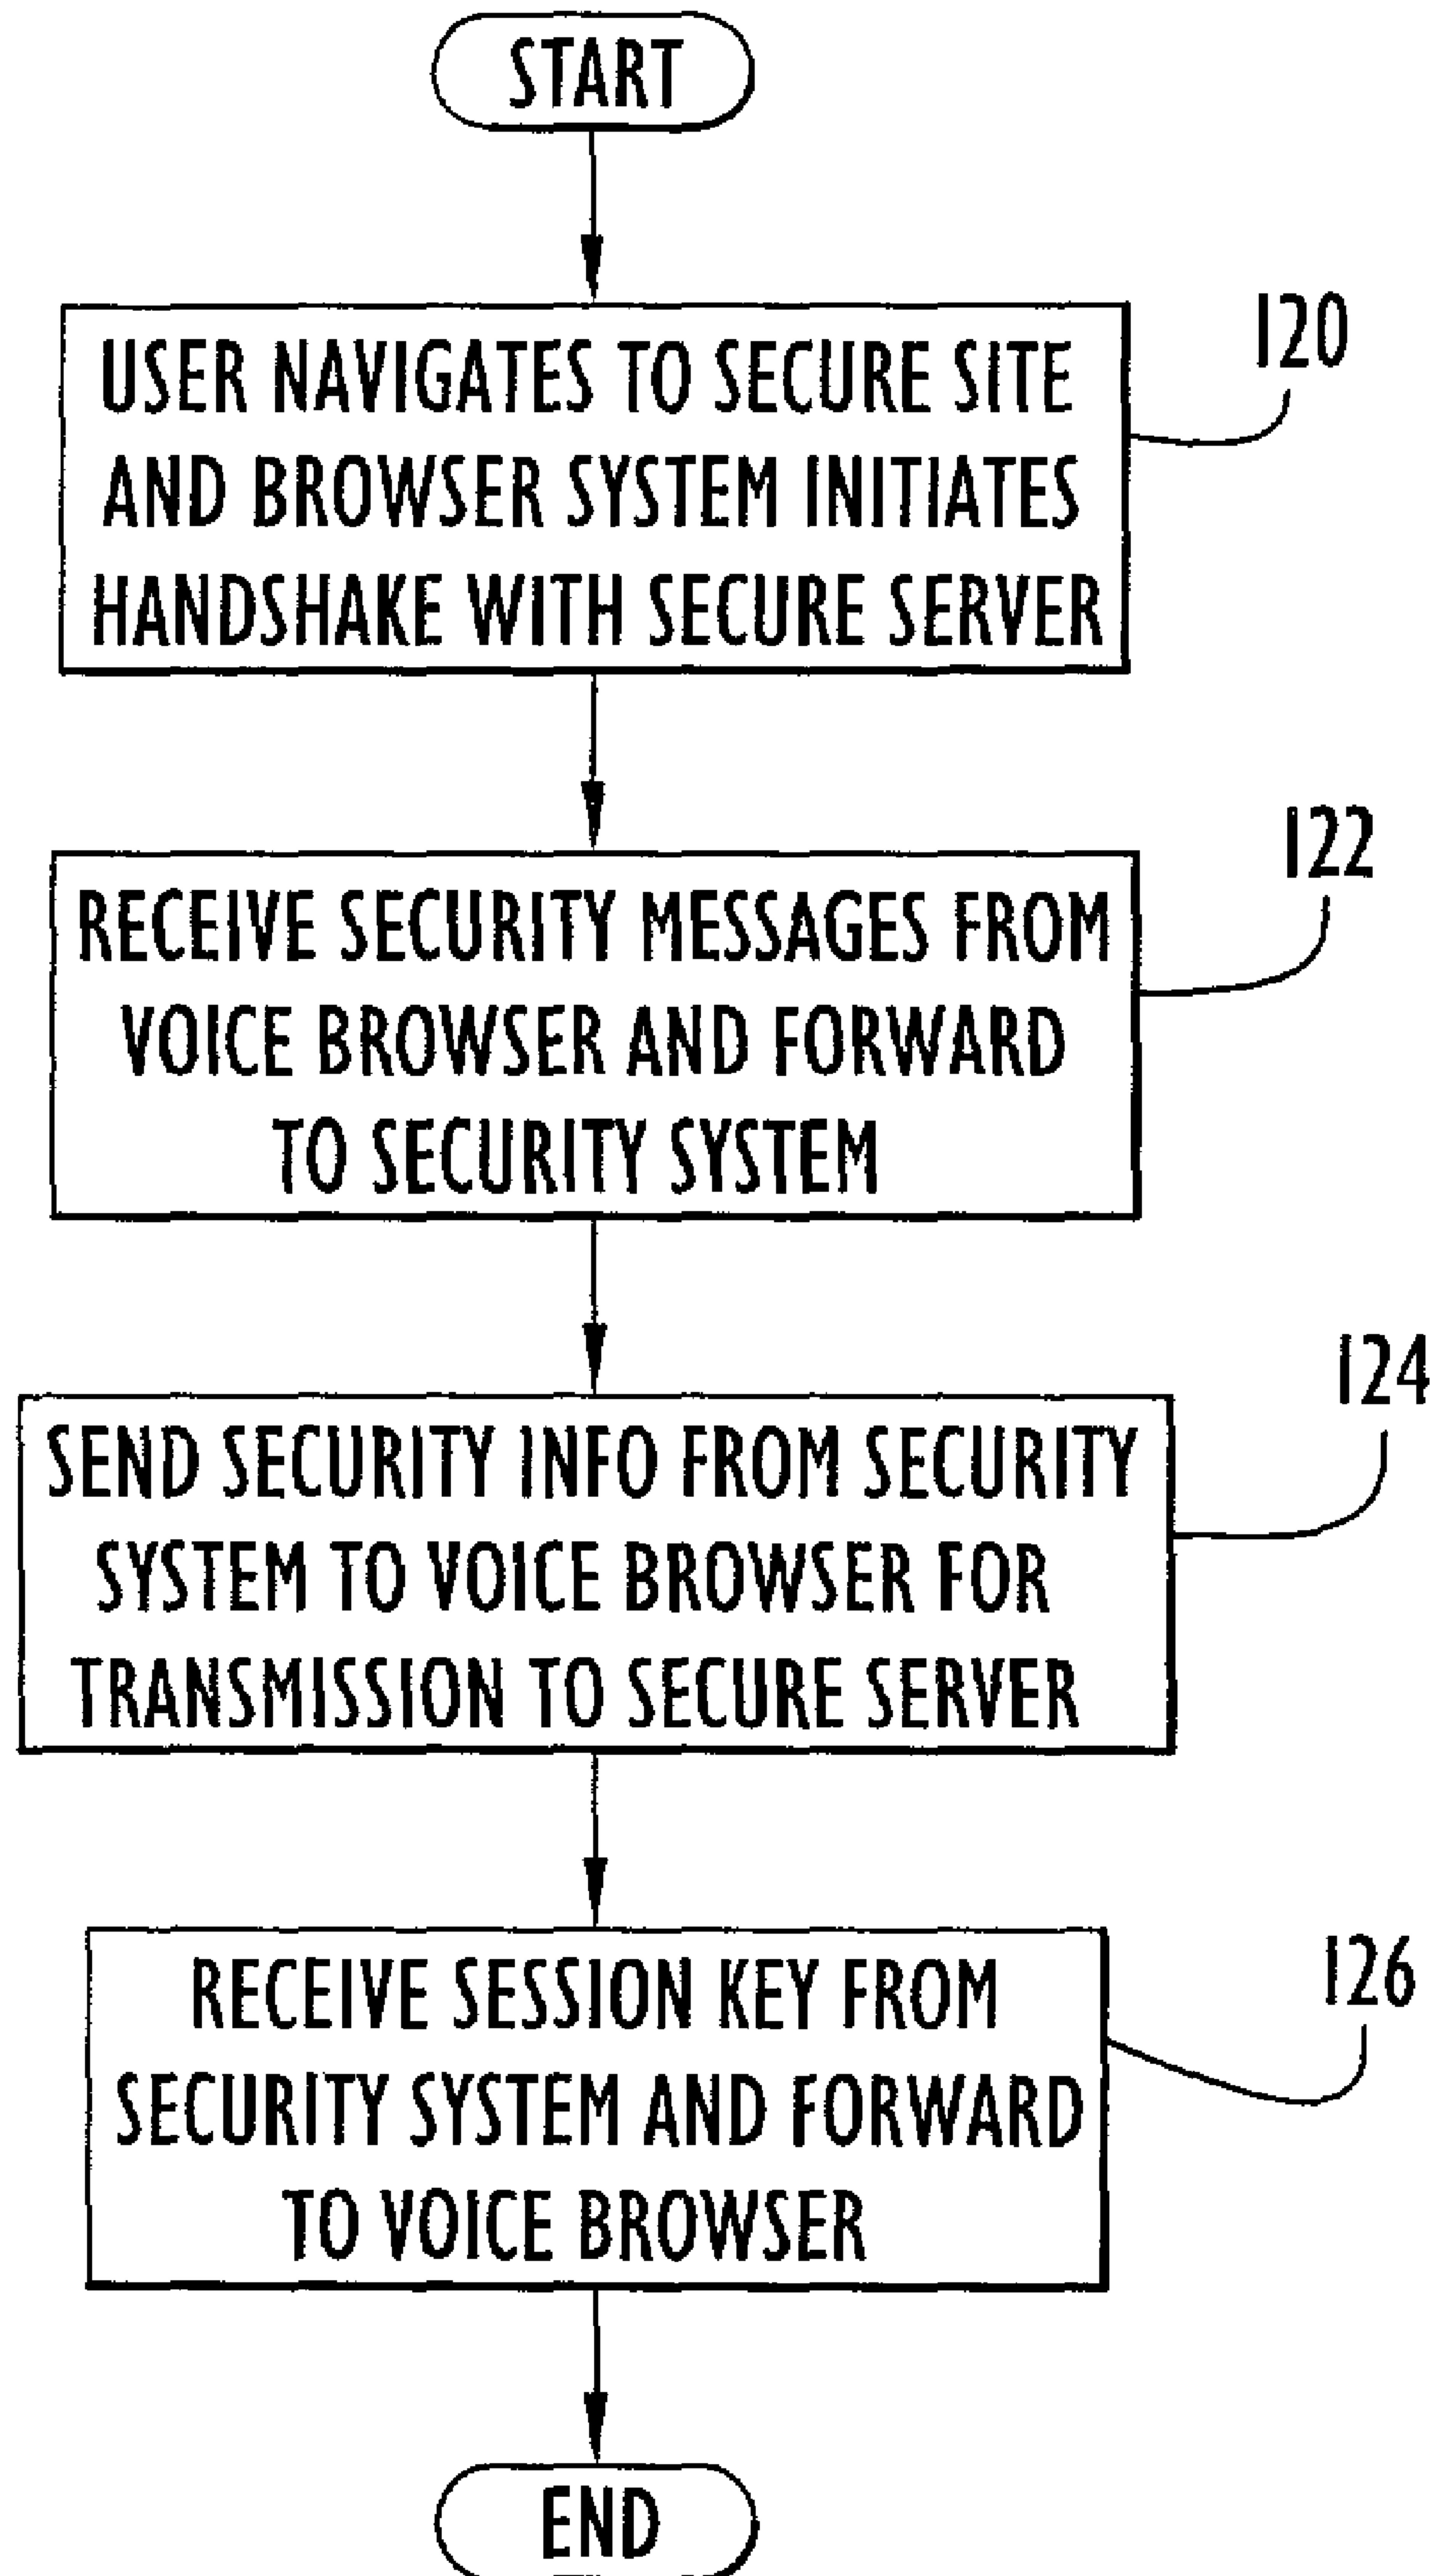 START
USER NAVIGATES TO SECURE SITE
AND BROWSER SYSTEM INITIATES
HANDSHAKE WITH SECURE SERVER
120
RECEIVE SECURITY MESSAGES FROM
VOICE BROWSER AND FORWARD
TO SECURITY SYSTEM
122
SEND SECURITY INFO FROM SECURITY
SYSTEM TO VOICE BROWSER FOR
TRANSMISSION TO SECURE SERVER
124
RECEIVE SESSION KEY FROM
SECURITY SYSTEM AND FORWARD
TO VOICE BROWSER
126
END